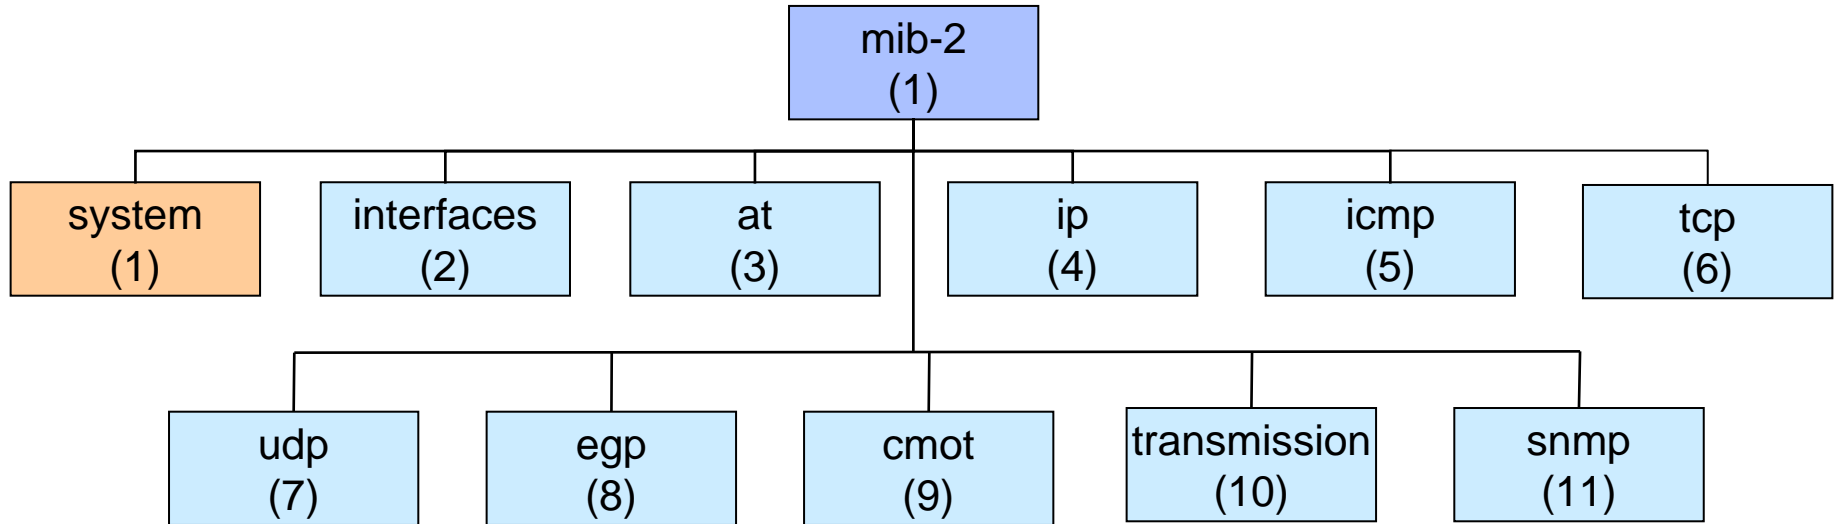 mib-2
(1)
system
(1)
interfaces
(2)
at
(3)
ip
(4)
icmp
(5)
tcp
(6)
udp
(7)
egp
(8)
cmot
(9)
transmission
(10)
snmp
(11)